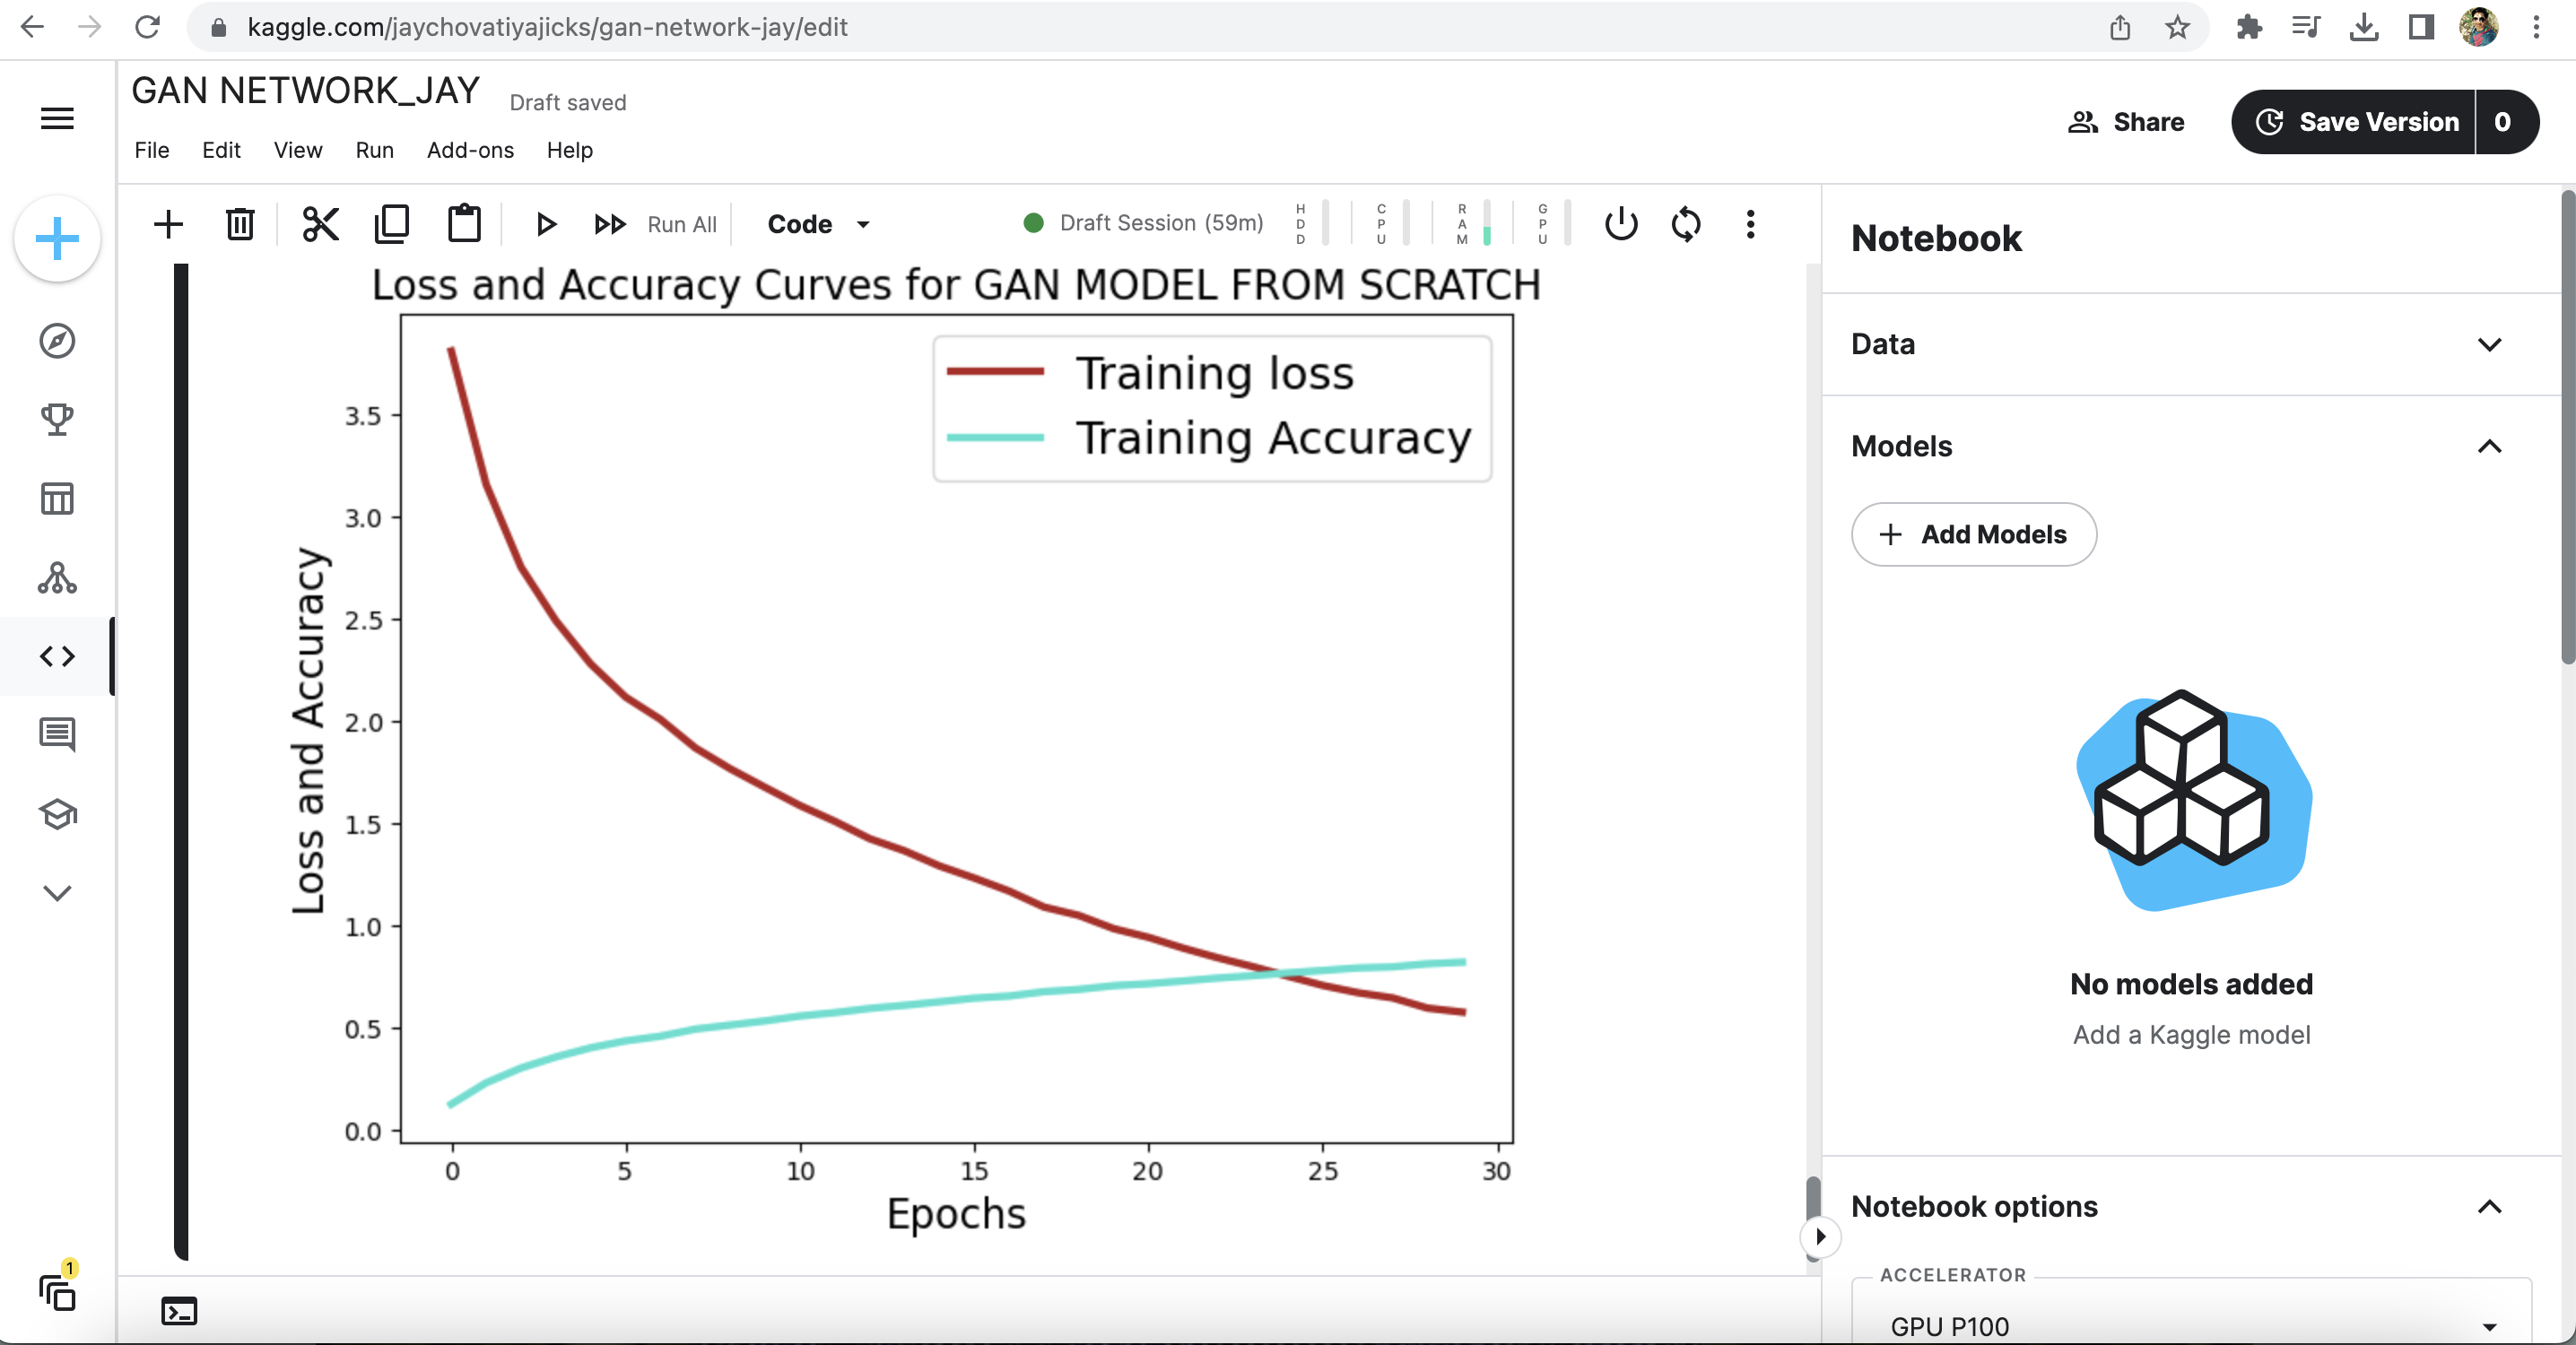 kaggle.com/jaychovatiyajicks/gan-network-jay/edit
GAN NETWORK_JAY Draft saved
File Edit View Run Add-ons Help
Share
Save Version 0
Run All
Code
Draft Session (59m)
HDD
CPU
RAM
GPU
Loss and Accuracy Curves for GAN MODEL FROM SCRATCH
Training loss
Training Accuracy
Loss and Accuracy
3.5
3.0
2.5
2.0
1.5
1.0
0.5
0.0
0 5 10 15 20 25 30
Epochs
Notebook
Data
Models
+ Add Models
No models added
Add a Kaggle model
Notebook options
ACCELERATOR
GPU P100
1